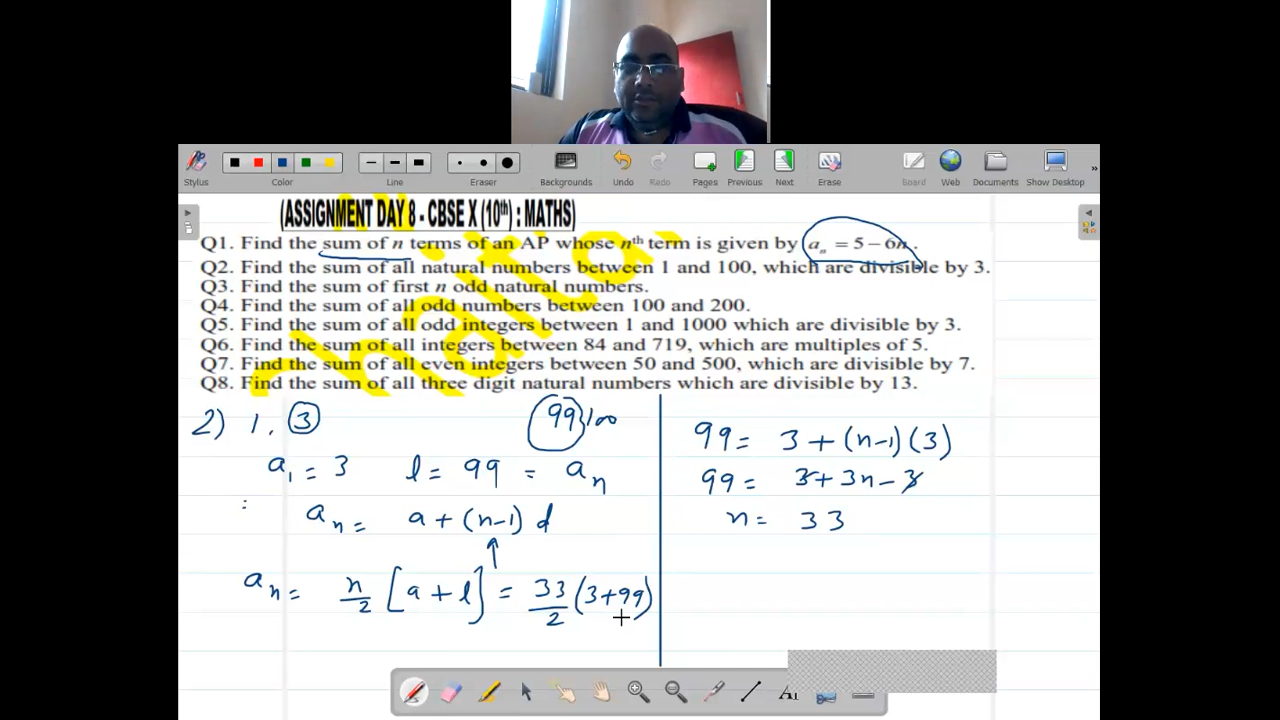 Stylus Color Line Eraser Backgrounds Undo Redo Pages Previous Next Erase Board Web Documents Show Desktop »
(ASSIGNMENT DAY 8 - CBSE X (10th) : MATHS)
Q1. Find the sum of n terms of an AP whose nth term is given by aₙ = 5 – 6n.
Q2. Find the sum of all natural numbers between 1 and 100, which are divisible by 3.
Q3. Find the sum of first n odd natural numbers.
Q4. Find the sum of all odd numbers between 100 and 200.
Q5. Find the sum of all odd integers between 1 and 1000 which are divisible by 3.
Q6. Find the sum of all integers between 84 and 719, which are multiples of 5.
Q7. Find the sum of all even integers between 50 and 500, which are divisible by 7.
Q8. Find the sum of all three digit natural numbers which are divisible by 13.
2) 1, 3 99, 100
a₁ = 3 l = 99 = aₙ
aₙ = a + (n-1) d
aₙ = n/2 [a + l] = 33/2 (3+99)
99 = 3 + (n-1)(3)
99 = 3 + 3n - 3
n = 33